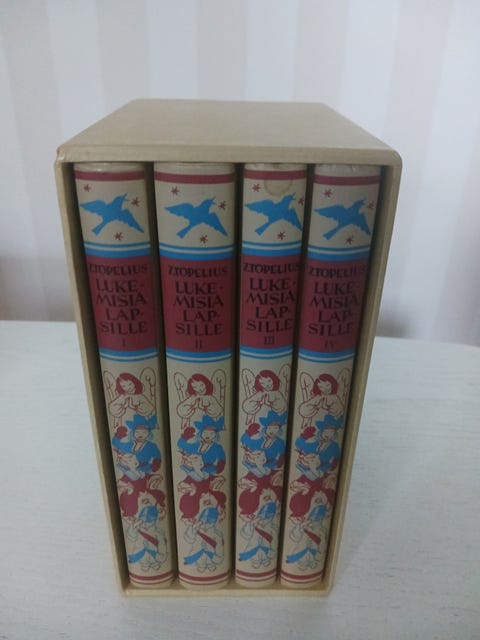 Z.TOPELIUS
LUKE-
MISIA
LAP-
SILLE
I
Z.TOPELIUS
LUKE-
MISIA
LAP-
SILLE
II
Z.TOPELIUS
LUKE-
MISIA
LAP-
SILLE
III
Z.TOPELIUS
LUKE-
MISIA
LAP-
SILLE
IV